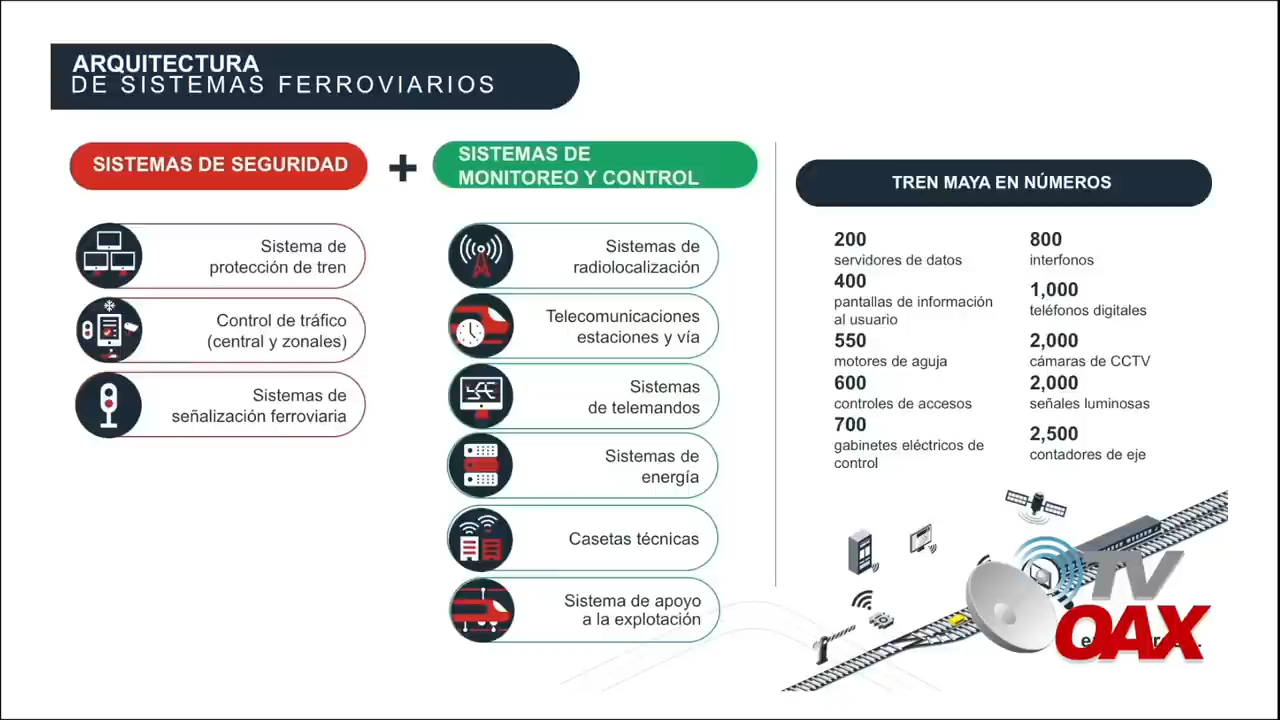 ARQUITECTURA
DE SISTEMAS FERROVIARIOS
SISTEMAS DE SEGURIDAD
+
SISTEMAS DE
MONITOREO Y CONTROL
Sistema de
protección de tren
Control de tráfico
(central y zonales)
Sistemas de
señalización ferroviaria
Sistemas de
radiolocalización
Telecomunicaciones
estaciones y vía
Sistemas
de telemandos
Sistemas de
energía
Casetas técnicas
Sistema de apoyo
a la explotación
TREN MAYA EN NÚMEROS
200
servidores de datos
400
pantallas de información
al usuario
550
motores de aguja
600
controles de accesos
700
gabinetes eléctricos de
control
800
interfonos
1,000
teléfonos digitales
2,000
cámaras de CCTV
2,000
señales luminosas
2,500
contadores de eje
TV
OAX